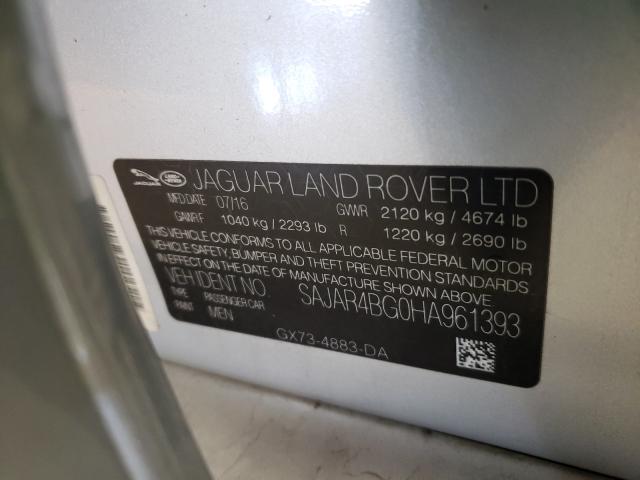 JAGUAR LAND ROVER LTD
JAGUAR
MFD DATE 07/16 GVWR 2120 kg / 4674 lb
GAWR F 1040 kg / 2293 lb R 1220 kg / 2690 lb
THIS VEHICLE CONFORMS TO ALL APPLICABLE FEDERAL MOTOR
VEHICLE SAFETY, BUMPER AND THEFT PREVENTION STANDARDS
IN EFFECT ON THE DATE OF MANUFACTURE SHOWN ABOVE.
VEH IDENT NO SAJAR4BG0HA961393
TYPE PASSENGER CAR
PAINT MEN
GX73-4883-DA